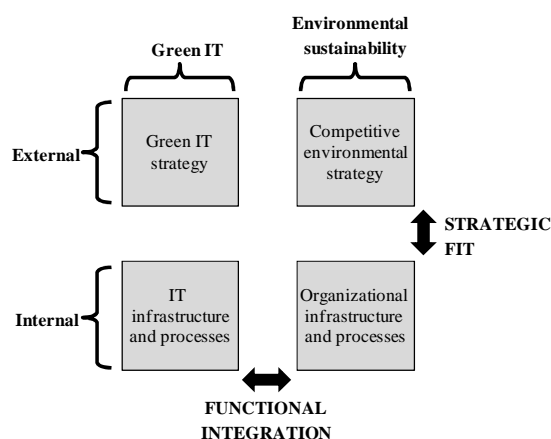 Environmental
sustainability
Green IT
External
Green IT
strategy
Competitive
environmental
strategy
STRATEGIC
FIT
Internal
IT
infrastructure
and processes
Organizational
infrastructure
and processes
FUNCTIONAL
INTEGRATION